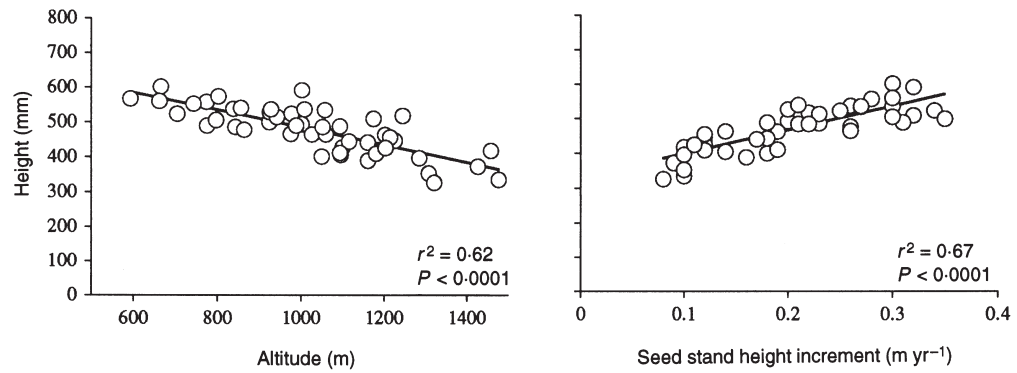 800
700
600
500
400
300
200
100
0
Height (mm)
r² = 0·62
P < 0·0001
600 800 1000 1200 1400
Altitude (m)
r² = 0·67
P < 0·0001
0 0.1 0.2 0.3 0.4
Seed stand height increment (m yr⁻¹)